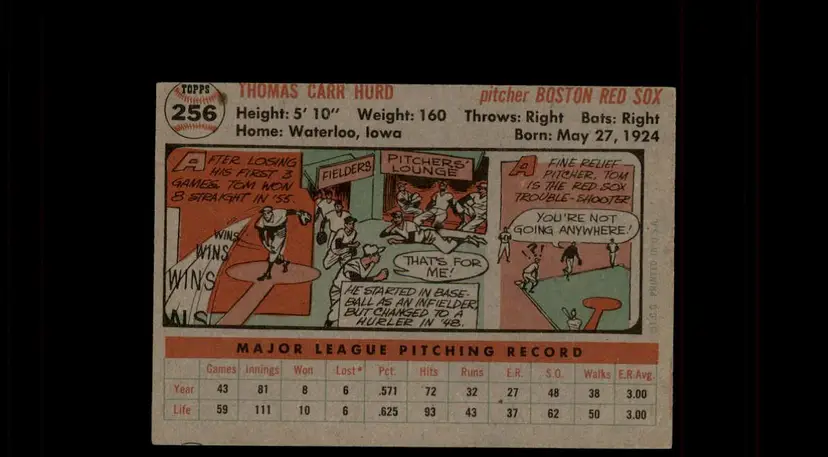 TOPPS
256
THOMAS CARR HURD pitcher BOSTON RED SOX
Height: 5' 10" Weight: 160 Throws: Right Bats: Right
Home: Waterloo, Iowa Born: May 27, 1924
AFTER LOSING
HIS FIRST 3
GAMES, TOM WON
8 STRAIGHT IN '55.
WINS
WINS
WINS
WINS
FIELDERS
PITCHERS'
LOUNGE
THAT'S FOR
ME!
HE STARTED IN BASE-
BALL AS AN INFIELDER
BUT CHANGED TO A
HURLER IN '48.
A FINE RELIEF
PITCHER, TOM
IS THE RED SOX
TROUBLE-SHOOTER
YOU'RE NOT
GOING ANYWHERE!
?!
T.C.G. PRINTED IN U.S.A.
MAJOR LEAGUE PITCHING RECORD
Games Innings Won Lost* Pct. Hits Runs E.R. S.O. Walks E.R.Avg.
Year 43 81 8 6 .571 72 32 27 48 38 3.00
Life 59 111 10 6 .625 93 43 37 62 50 3.00